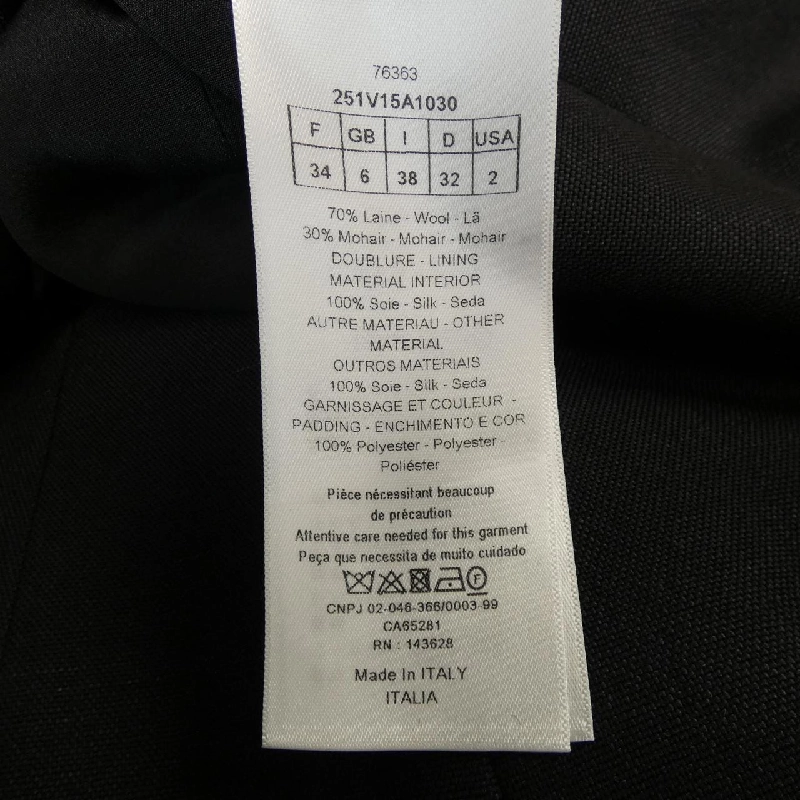 76363
251V15A1030
F GB I D USA
34 6 38 32 2
70% Laine - Wool - Lã
30% Mohair - Mohair - Mohair
DOUBLURE - LINING
MATERIAL INTERIOR
100% Soie - Silk - Seda
AUTRE MATERIAU - OTHER
MATERIAL
OUTROS MATERIAIS
100% Soie - Silk - Seda
GARNISSAGE ET COULEUR -
PADDING - ENCHIMENTO E COR
100% Polyester - Polyester -
Poliéster
Pièce nécessitant beaucoup
de précaution
Attentive care needed for this garment
Peça que necessita de muito cuidado
F
CNPJ 02-046-366/0003-99
CA65281
RN : 143628
Made In ITALY
ITALIA